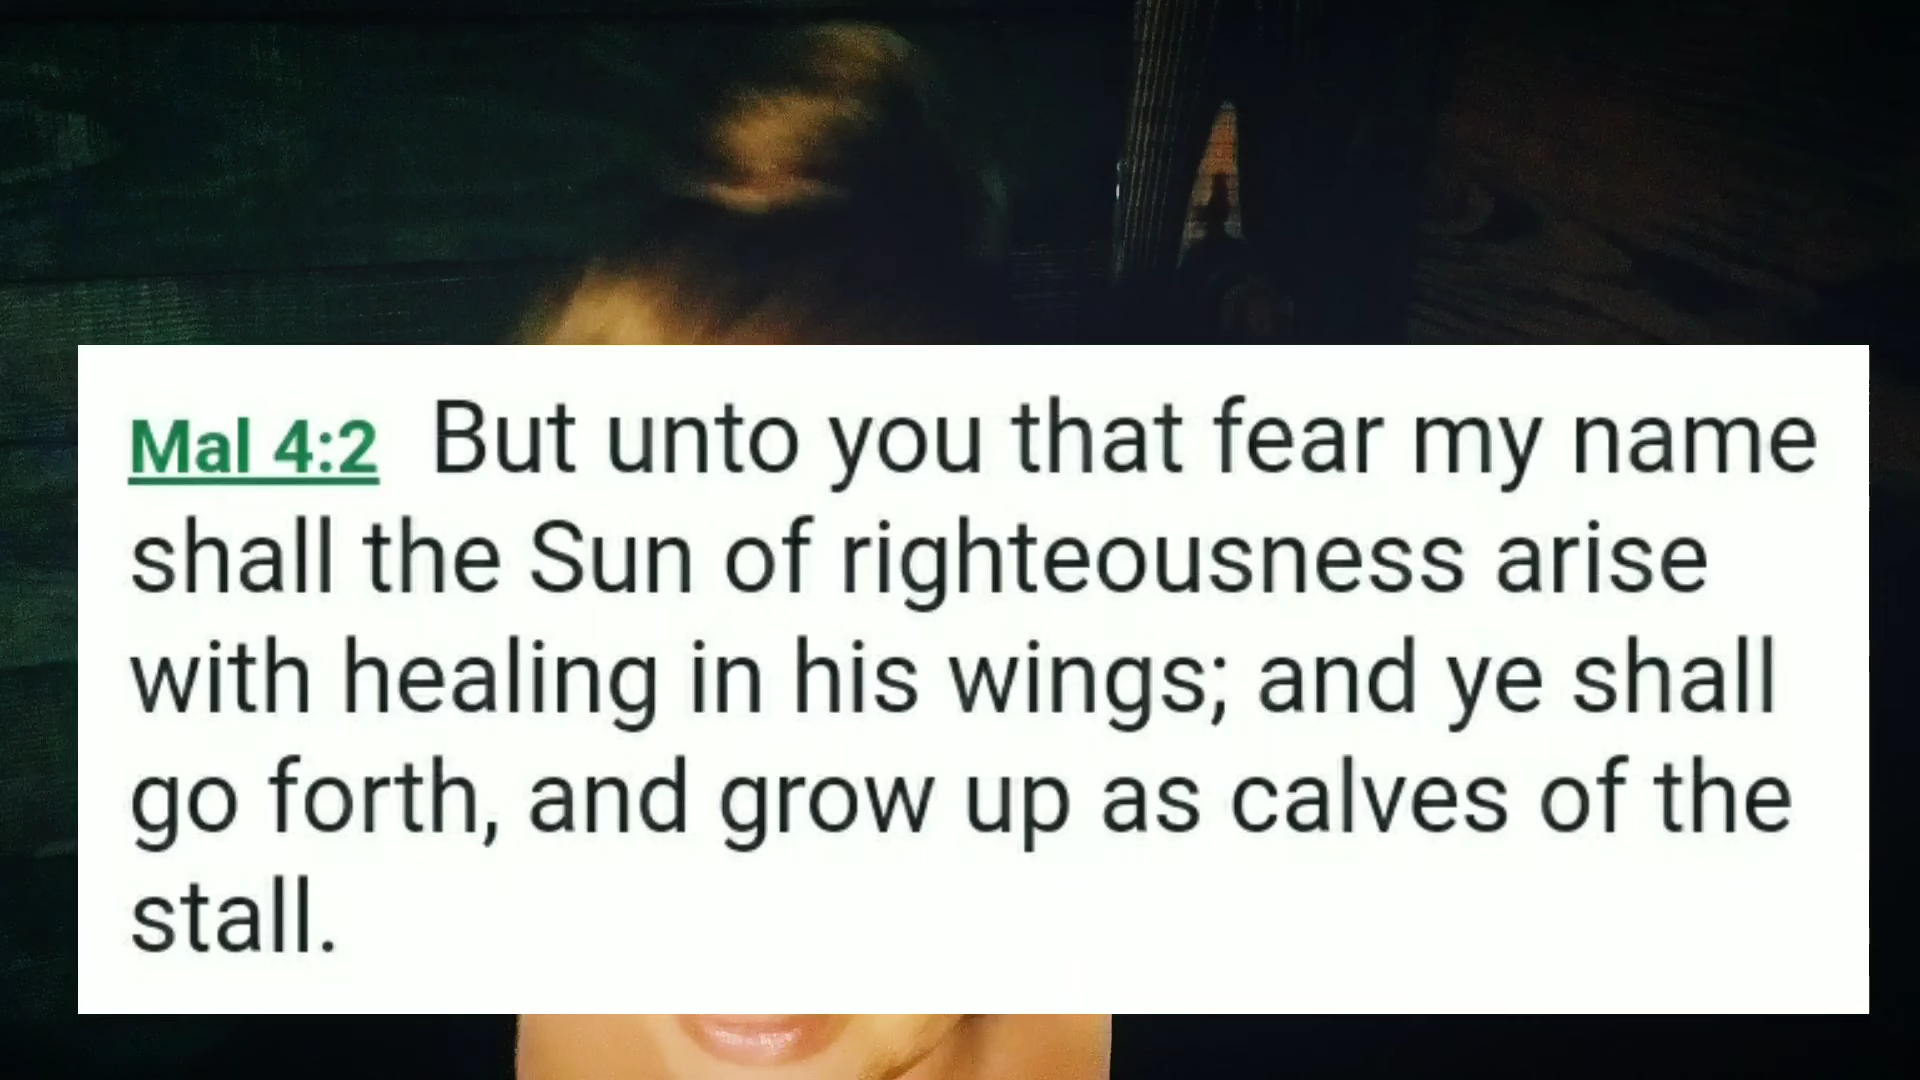 Mal 4:2 But unto you that fear my name
shall the Sun of righteousness arise
with healing in his wings; and ye shall
go forth, and grow up as calves of the
stall.